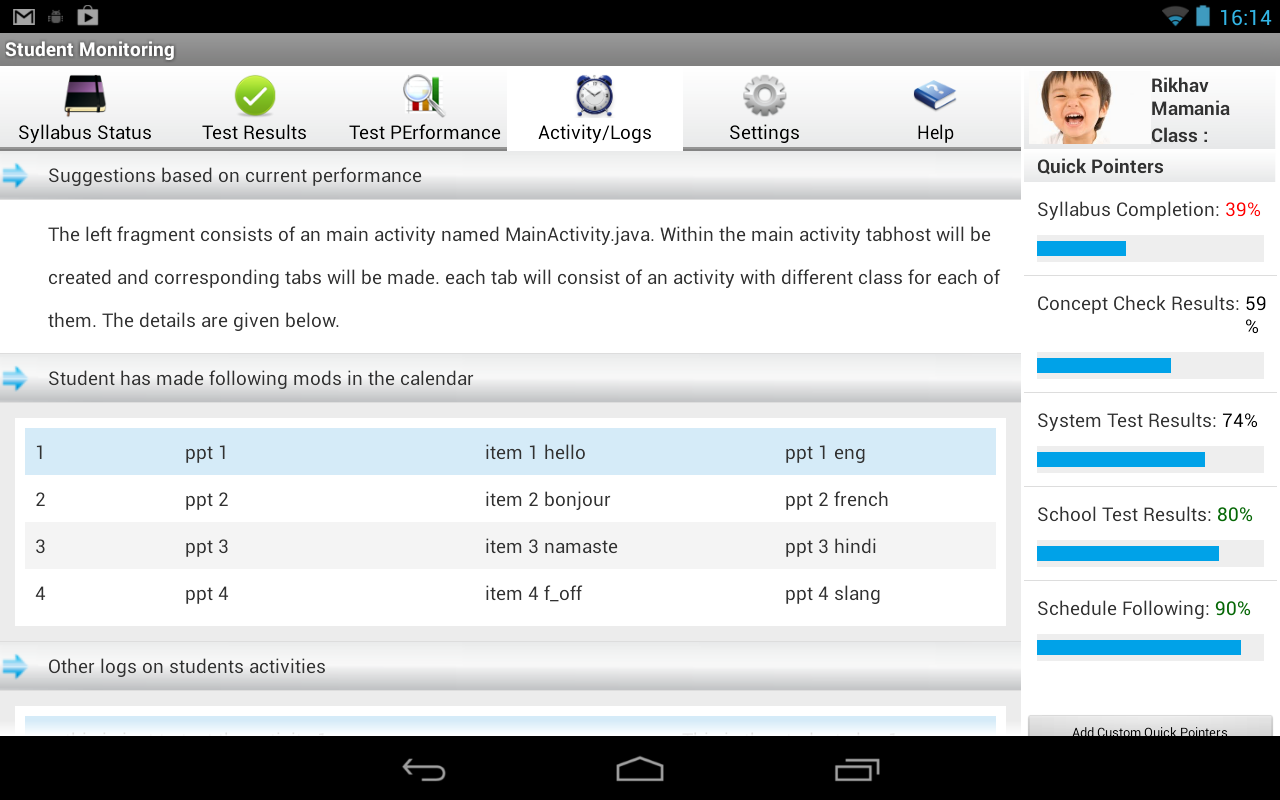 16:14
Student Monitoring
Syllabus Status Test Results Test PErformance Activity/Logs Settings Help
Rikhav
Mamania
Class :
Suggestions based on current performance
The left fragment consists of an main activity named MainActivity.java. Within the main activity tabhost will be
created and corresponding tabs will be made. each tab will consist of an activity with different class for each of
them. The details are given below.
Student has made following mods in the calendar
1 ppt 1 item 1 hello ppt 1 eng
2 ppt 2 item 2 bonjour ppt 2 french
3 ppt 3 item 3 namaste ppt 3 hindi
4 ppt 4 item 4 f_off ppt 4 slang
Other logs on students activities
Quick Pointers
Syllabus Completion: 39%
Concept Check Results: 59
%
System Test Results: 74%
School Test Results: 80%
Schedule Following: 90%
Add Custom Quick Pointers